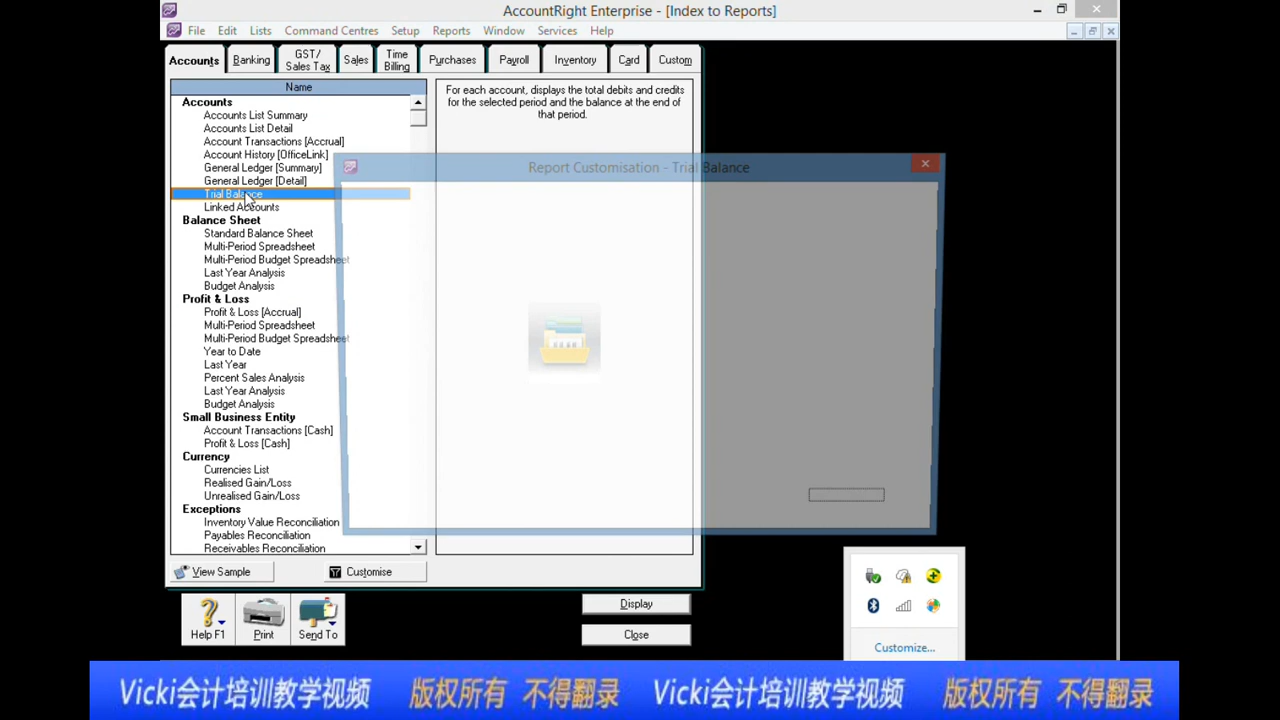 AccountRight Enterprise - [Index to Reports]
File Edit Lists Command Centres Setup Reports Window Services Help
Accounts Banking GST/ Sales Tax Sales Time Billing Purchases Payroll Inventory Card Custom
Name
Accounts
Accounts List Summary
Accounts List Detail
Account Transactions [Accrual]
Account History [OfficeLink]
General Ledger [Summary]
General Ledger [Detail]
Trial Balance
Linked Accounts
Balance Sheet
Standard Balance Sheet
Multi-Period Spreadsheet
Multi-Period Budget Spreadsheet
Last Year Analysis
Budget Analysis
Profit & Loss
Profit & Loss [Accrual]
Multi-Period Spreadsheet
Multi-Period Budget Spreadsheet
Year to Date
Last Year
Percent Sales Analysis
Last Year Analysis
Budget Analysis
Small Business Entity
Account Transactions [Cash]
Profit & Loss [Cash]
Currency
Currencies List
Realised Gain/Loss
Unrealised Gain/Loss
Exceptions
Inventory Value Reconciliation
Payables Reconciliation
Receivables Reconciliation
For each account, displays the total debits and credits
for the selected period and the balance at the end of
that period.
Report Customisation - Trial Balance
View Sample Customise
Help F1 Print Send To
Display
Close
Customize...
Vicki会计培训教学视频 版权所有 不得翻录 Vicki会计培训教学视频 版权所有 不得翻录